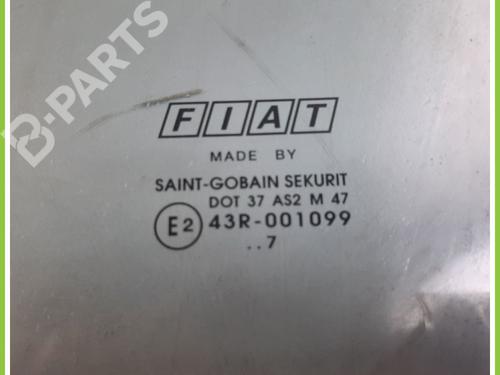 B-PARTS
FIAT
MADE BY
SAINT-GOBAIN SEKURIT
DOT 37 AS2 M 47
E2 43R-001099
..7